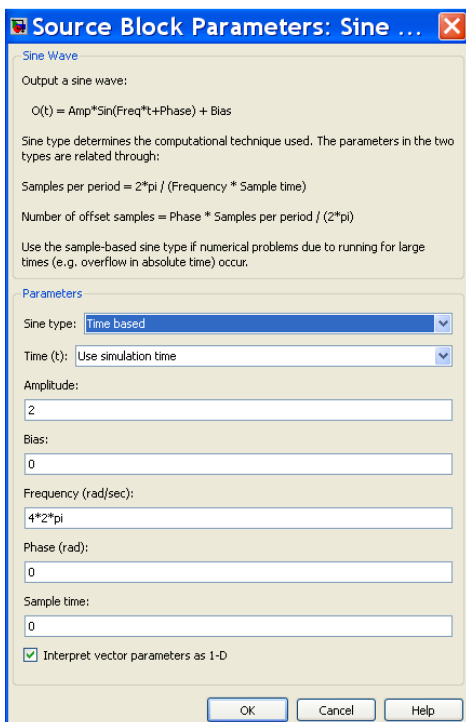 Source Block Parameters: Sine ...
Sine Wave
Output a sine wave:
O(t) = Amp*Sin(Freq*t+Phase) + Bias
Sine type determines the computational technique used. The parameters in the two
types are related through:
Samples per period = 2*pi / (Frequency * Sample time)
Number of offset samples = Phase * Samples per period / (2*pi)
Use the sample-based sine type if numerical problems due to running for large
times (e.g. overflow in absolute time) occur.
Parameters
Sine type: Time based
Time (t): Use simulation time
Amplitude:
2
Bias:
0
Frequency (rad/sec):
4*2*pi
Phase (rad):
0
Sample time:
0
Interpret vector parameters as 1-D
OK Cancel Help